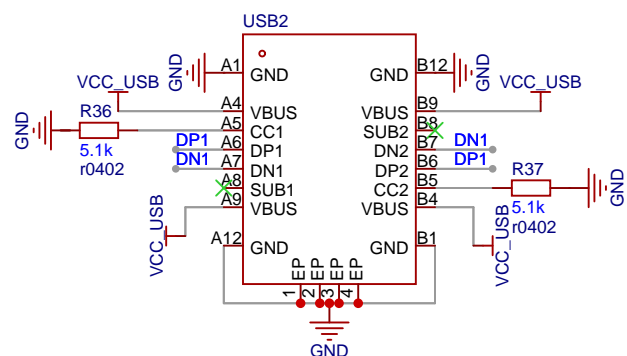 USB2
GND
A1
GND
GND
B12
GND
VCC_USB
A4
VBUS
VBUS
B9
VCC_USB
GND
R36
5.1k
r0402
A5
CC1
SUB2
B8
DP1
A6
DP1
DN2
B7
DN1
DN1
A7
DN1
DP2
B6
DP1
A8
SUB1
CC2
B5
R37
5.1k
r0402
GND
VCC_USB
A9
VBUS
VBUS
B4
VCC_USB
A12
GND
GND
B1
EP
EP
EP
EP
1
2
3
4
GND